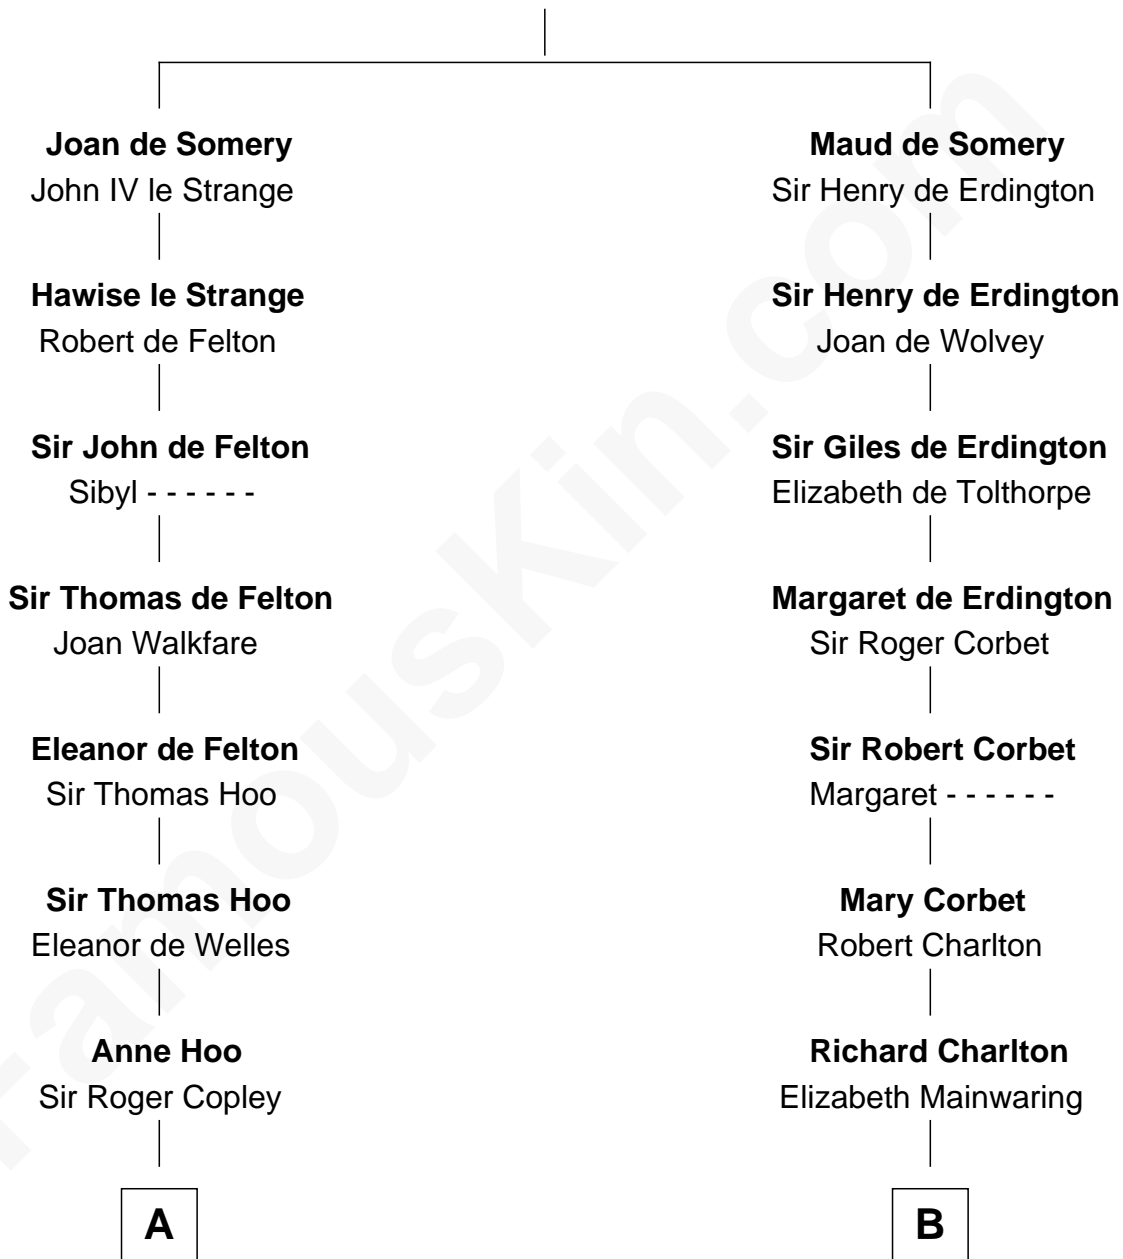 Joan de Somery
John IV le Strange
Hawise le Strange
Robert de Felton
Sir John de Felton
Sibyl - - - - - -
Sir Thomas de Felton
Joan Walkfare
Eleanor de Felton
Sir Thomas Hoo
Sir Thomas Hoo
Eleanor de Welles
Anne Hoo
Sir Roger Copley
A
Maud de Somery
Sir Henry de Erdington
Sir Henry de Erdington
Joan de Wolvey
Sir Giles de Erdington
Elizabeth de Tolthorpe
Margaret de Erdington
Sir Roger Corbet
Sir Robert Corbet
Margaret - - - - - -
Mary Corbet
Robert Charlton
Richard Charlton
Elizabeth Mainwaring
B
FamousKin.com